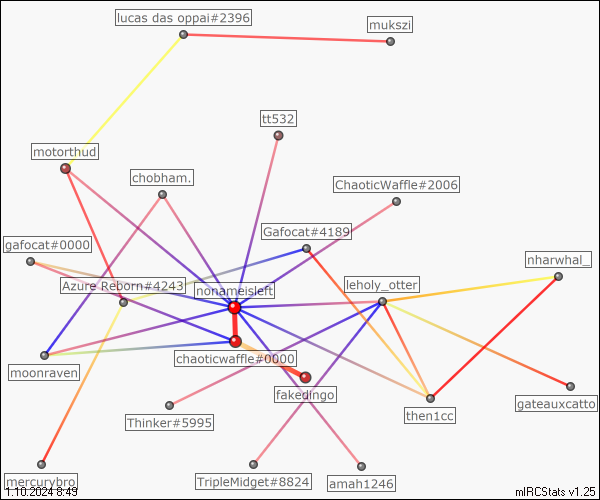 lucas das oppai#2396
mukszi
tt532
motorthud
chobham.
ChaoticWaffle#2006
Gafocat#4189
gafocat#0000
nharwhal_
Azure Reborn#4243
nonameisleft
leholy_otter
chaoticwaffle#0000
moonraven
fakedingo
gateauxcatto
then1cc
Thinker#5995
mercurybro
TripleMidget#8824
amah1246
1.10.2024 8:49
mIRCStats v1.25